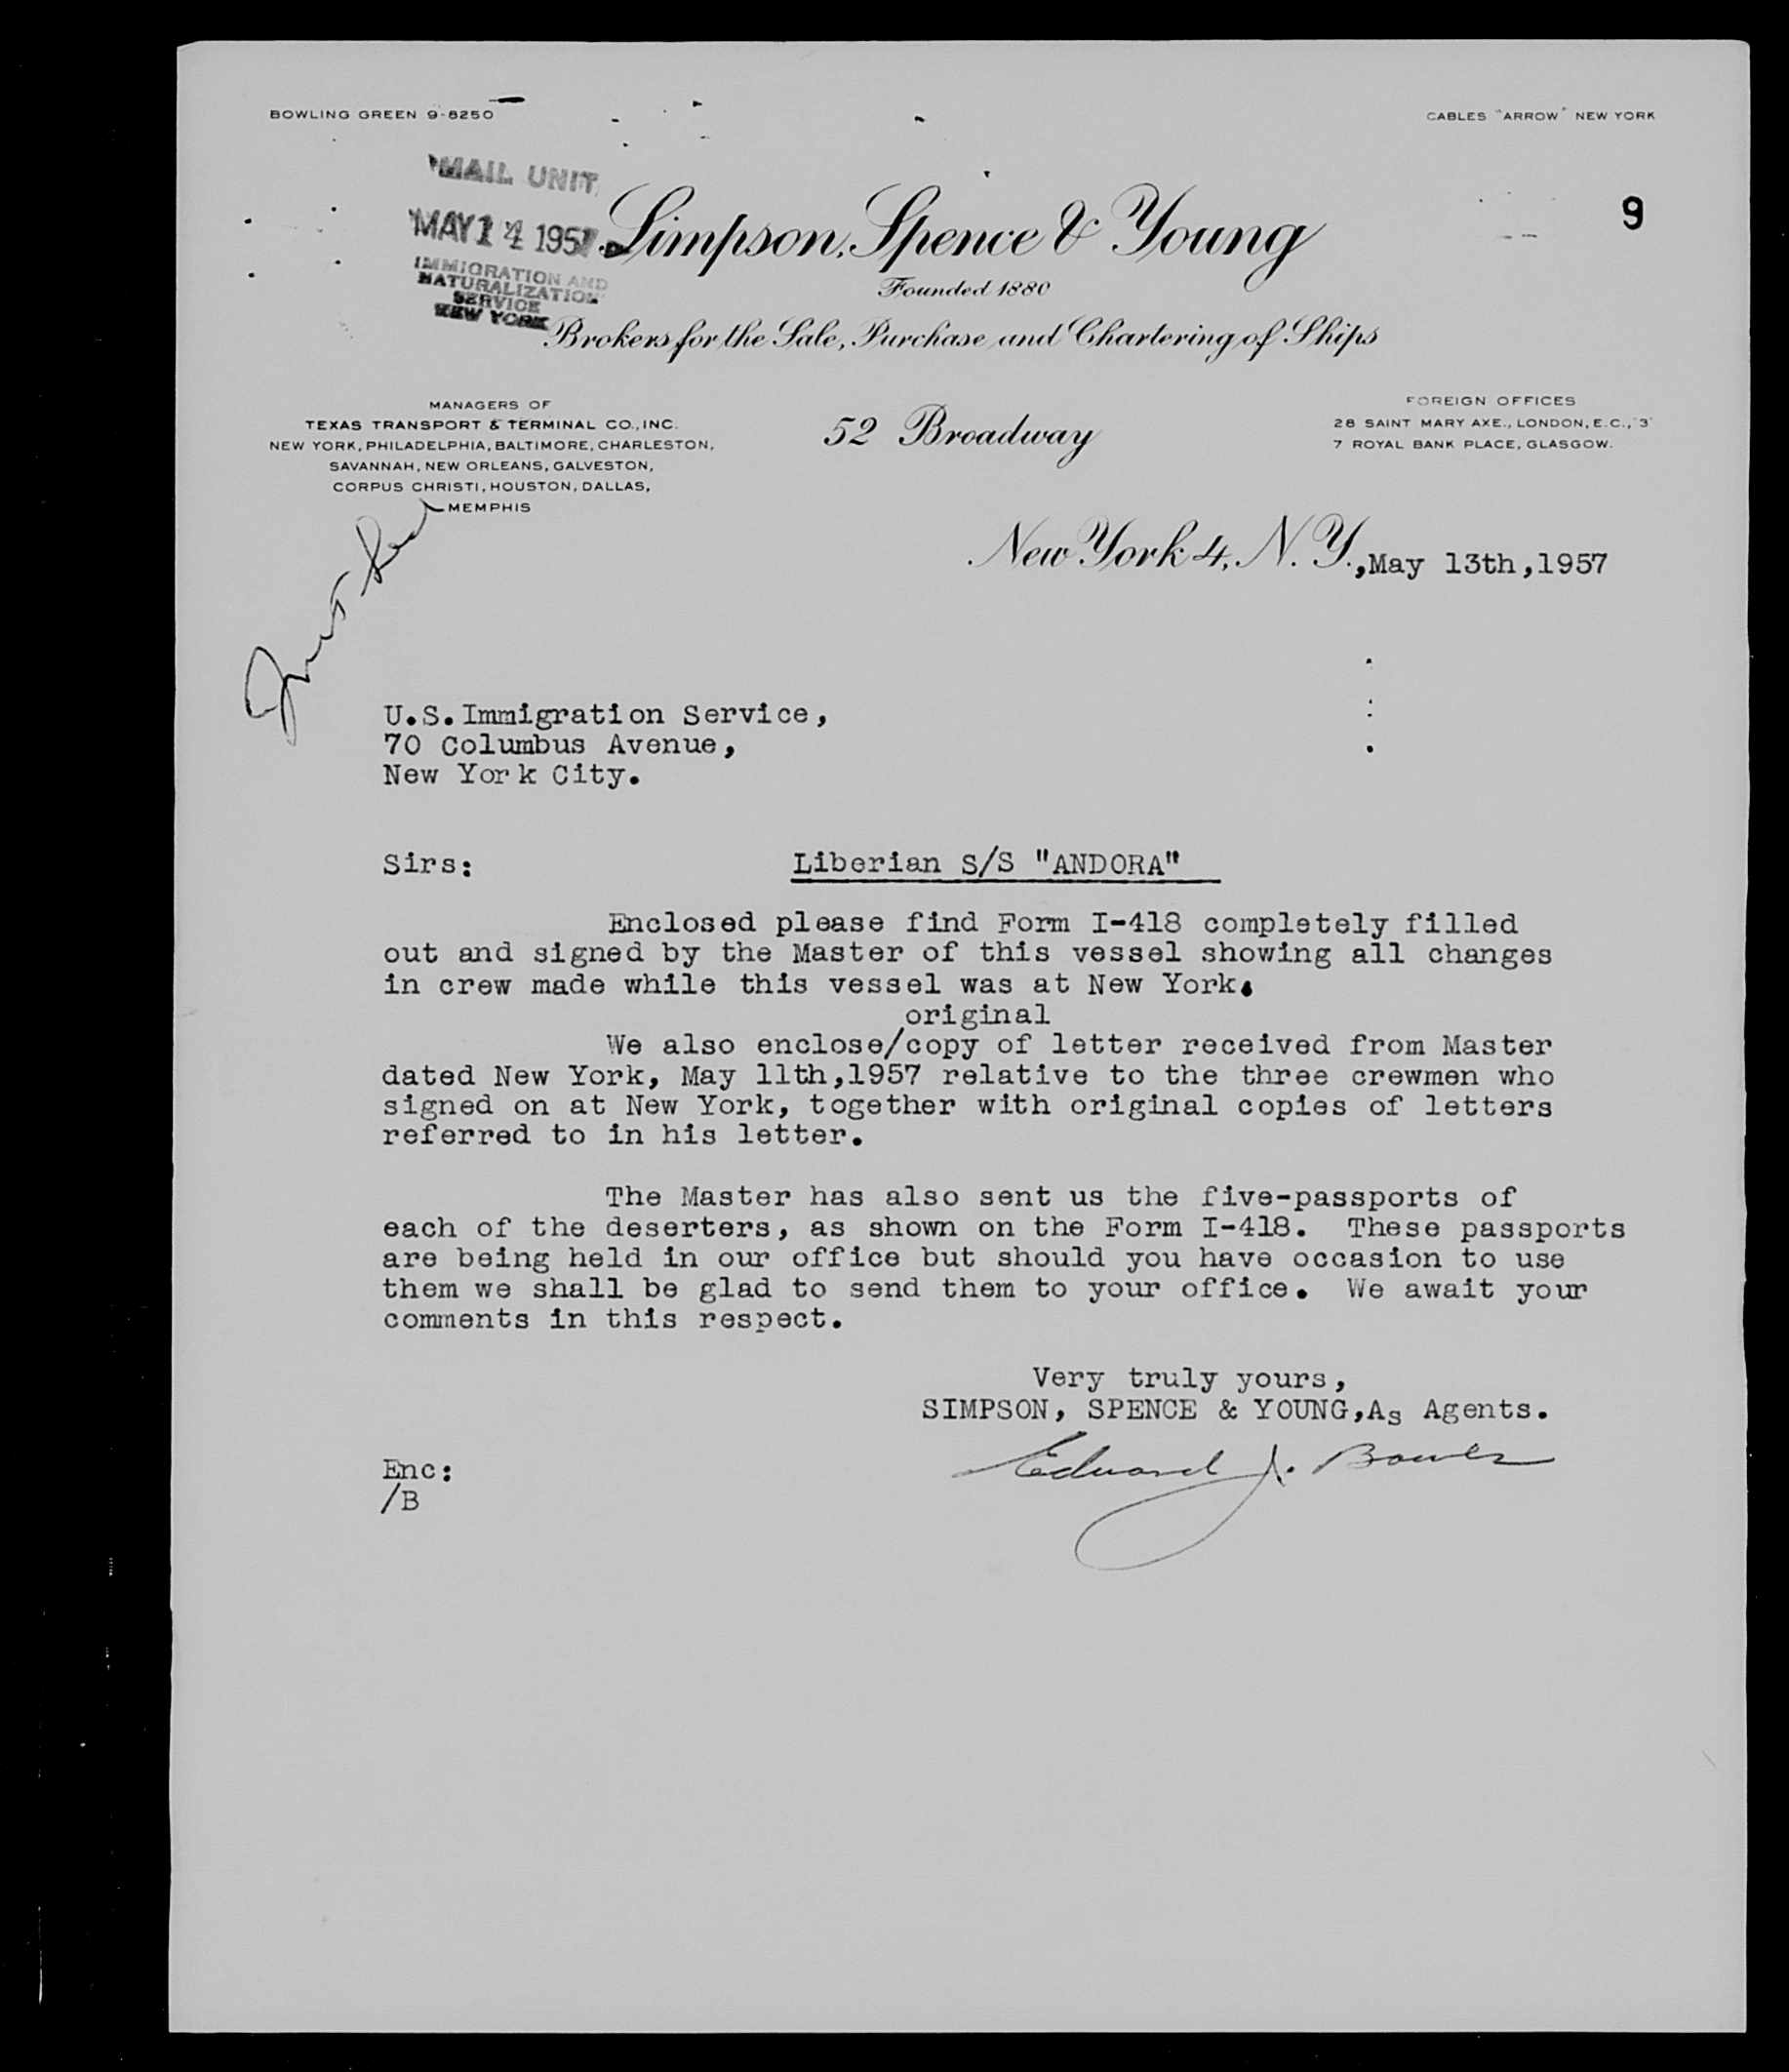 BOWLING GREEN 9-8250
CABLES "ARROW" NEW YORK
MAIL UNIT
MAY 14 1957
IMMIGRATION AND
NATURALIZATION
SERVICE
NEW YORK
9
Simpson, Spence & Young
Founded 1880
Brokers for the Sale, Purchase and Chartering of Ships
MANAGERS OF
TEXAS TRANSPORT & TERMINAL CO., INC.
NEW YORK, PHILADELPHIA, BALTIMORE, CHARLESTON,
SAVANNAH, NEW ORLEANS, GALVESTON,
CORPUS CHRISTI, HOUSTON, DALLAS,
MEMPHIS
52 Broadway
FOREIGN OFFICES
28 SAINT MARY AXE., LONDON, E.C., "3"
7 ROYAL BANK PLACE, GLASGOW.
New York 4, N. Y., May 13th,1957
U.S.Immigration Service,
70 Columbus Avenue,
New York City.
Sirs:
Liberian S/S "ANDORA"
Enclosed please find Form I-418 completely filled
out and signed by the Master of this vessel showing all changes
in crew made while this vessel was at New York.
original
We also enclose/copy of letter received from Master
dated New York, May 11th,1957 relative to the three crewmen who
signed on at New York, together with original copies of letters
referred to in his letter.
The Master has also sent us the five-passports of
each of the deserters, as shown on the Form I-418. These passports
are being held in our office but should you have occasion to use
them we shall be glad to send them to your office. We await your
comments in this respect.
Very truly yours,
SIMPSON, SPENCE & YOUNG,As Agents.
Edward J.
Enc:
/B